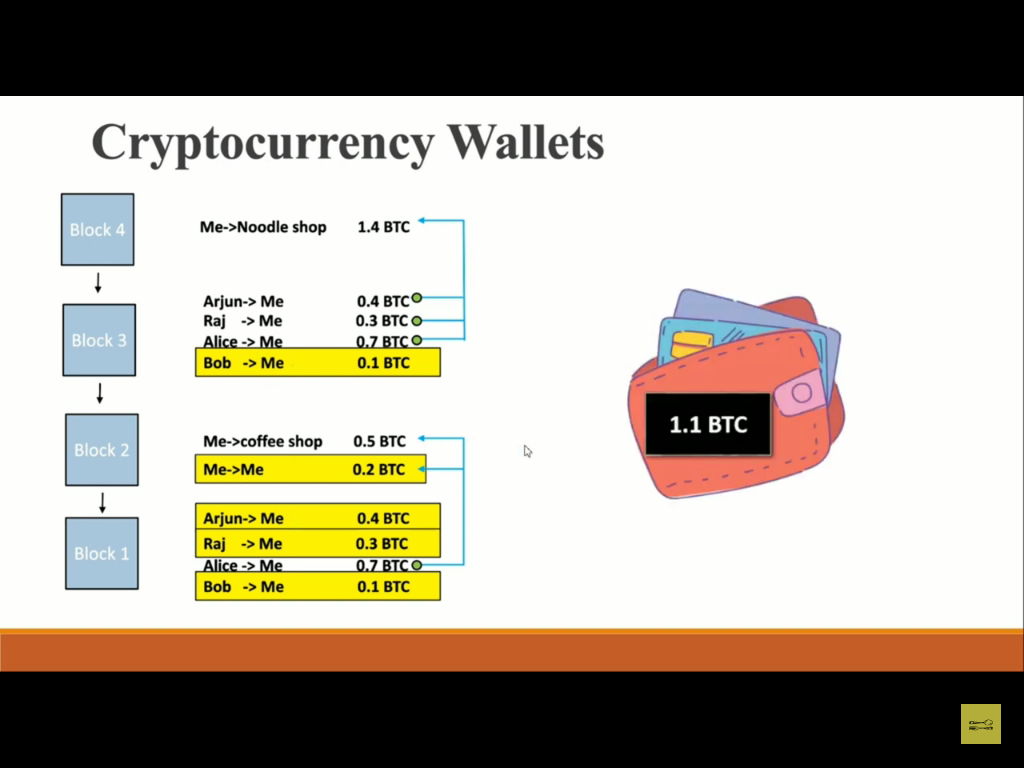 Cryptocurrency Wallets
Block 4
Me->Noodle shop 1.4 BTC
Block 3
Arjun-> Me 0.4 BTC
Raj -> Me 0.3 BTC
Alice -> Me 0.7 BTC
Bob -> Me 0.1 BTC
Block 2
Me->coffee shop 0.5 BTC
Me->Me 0.2 BTC
Block 1
Arjun-> Me 0.4 BTC
Raj -> Me 0.3 BTC
Alice -> Me 0.7 BTC
Bob -> Me 0.1 BTC
1.1 BTC